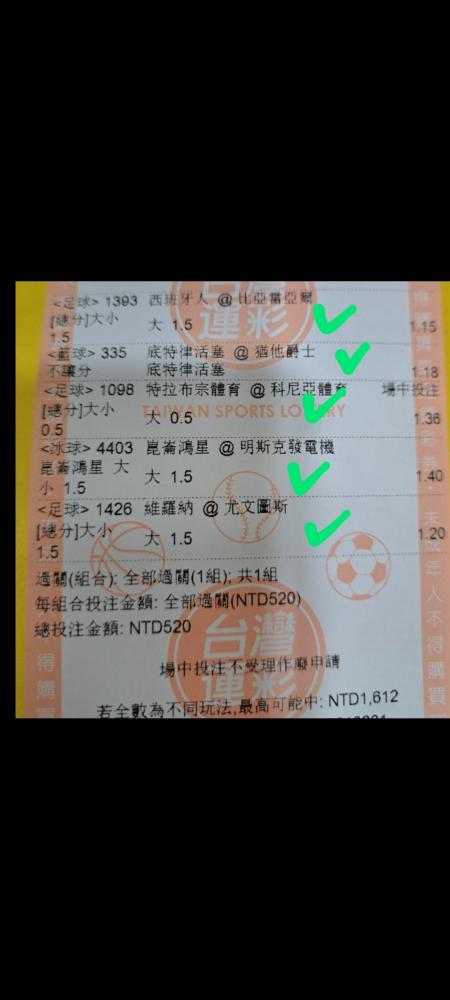 <足球> 1393 西班牙人 @ 比亞雷亞爾
[總分]大小 大 1.5 1.15
1.5
<籃球> 335 底特律活塞 @ 猶他爵士
不讓分 底特律活塞 1.18
<足球> 1098 特拉布宗體育 @ 科尼亞體育 場中投注
[總分]大小 大 0.5 1.36
0.5
TAIWAN SPORTS LOTTERY
<冰球> 4403 崑崙鴻星 @ 明斯克發電機
崑崙鴻星 大 大 1.5 1.40
小 1.5
<足球> 1426 維羅納 @ 尤文圖斯
[總分]大小 大 1.5 1.20
1.5
過關(組合): 全部過關(1組); 共1組
每組合投注金額: 全部過關(NTD520)
總投注金額: NTD520
台灣
運彩
場中投注不受理作廢申請
若全數為不同玩法,最高可能中: NTD1,612
運彩
得購
彩券
未成年人不得購買
得購買